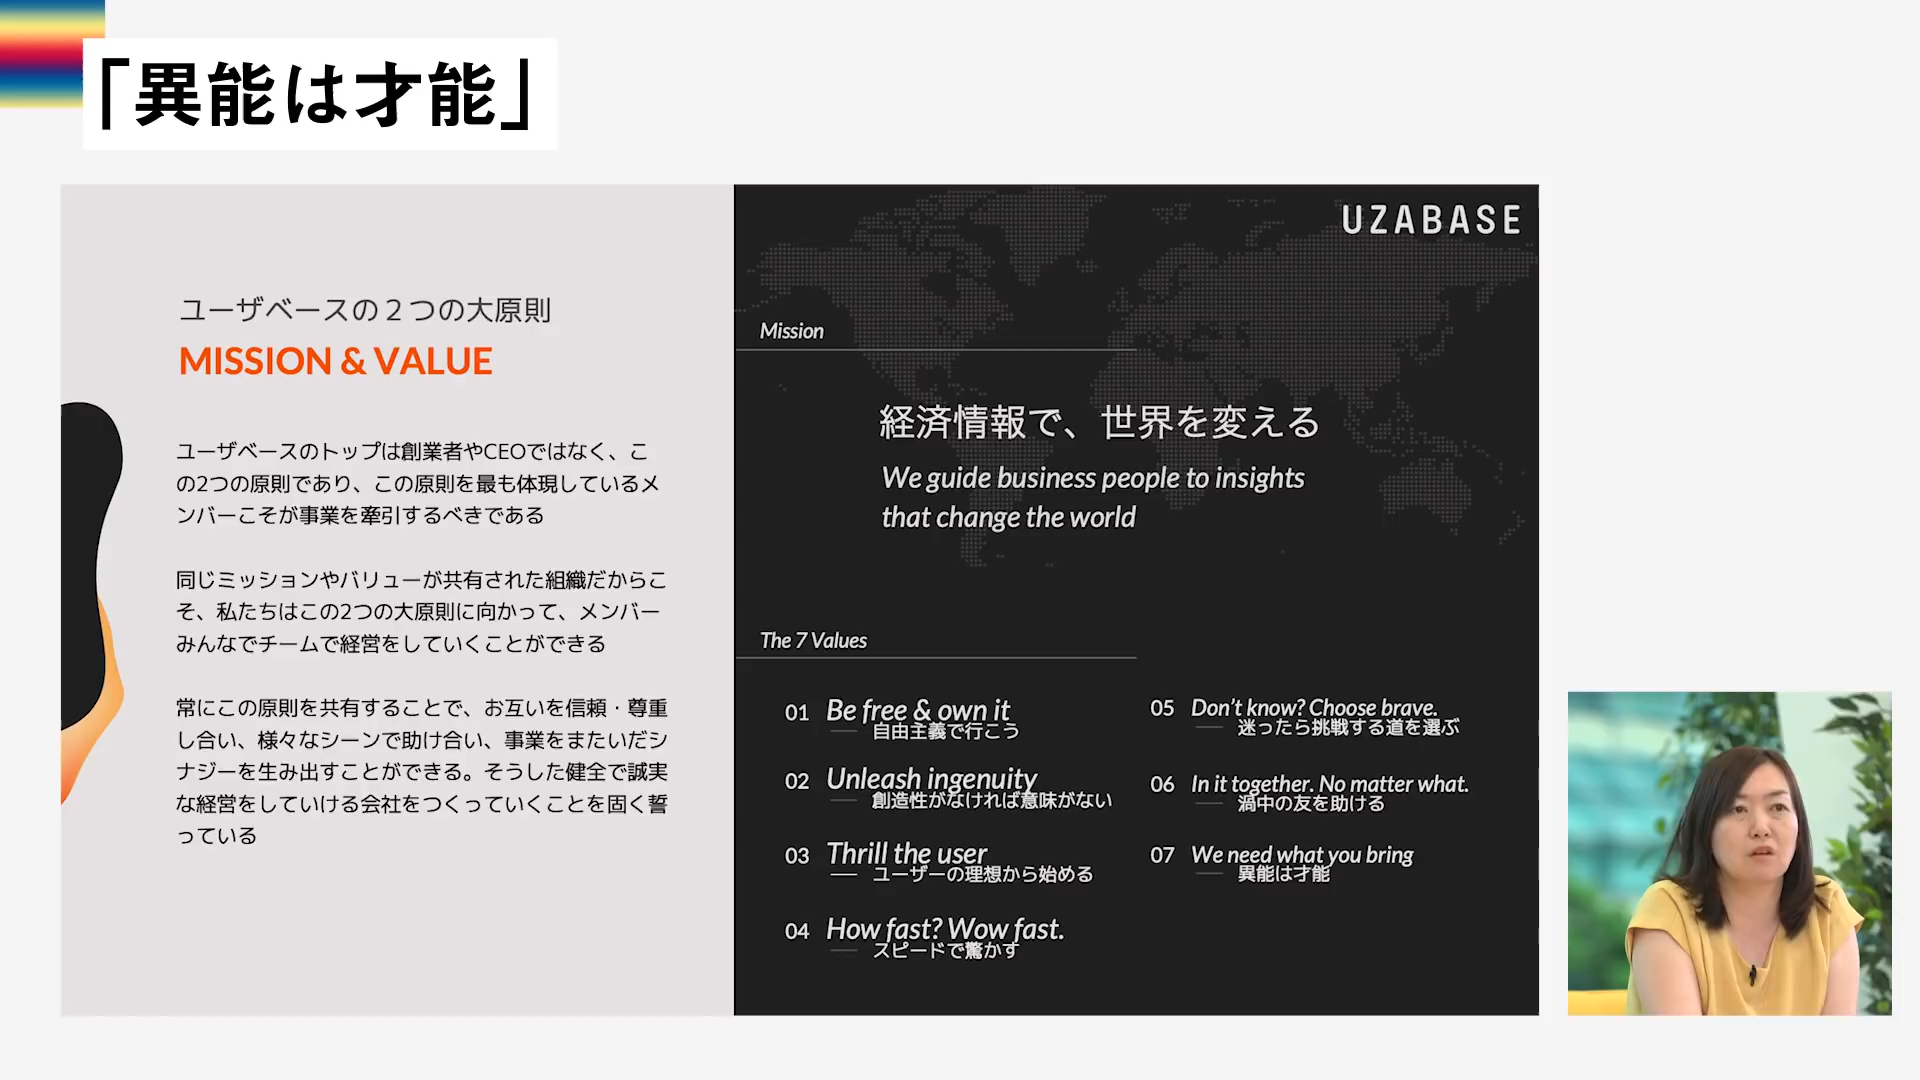 「異能は才能」
ユーザベースの２つの大原則
MISSION & VALUE
ユーザベースのトップは創業者やCEOではなく、こ
の2つの原則であり、この原則を最も体現しているメ
ンバーこそが事業を牽引するべきである
同じミッションやバリューが共有された組織だからこ
そ、私たちはこの2つの大原則に向かって、メンバー
みんなでチームで経営をしていくことができる
常にこの原則を共有することで、お互いを信頼・尊重
し合い、様々なシーンで助け合い、事業をまたいだシ
ナジーを生み出すことができる。そうした健全で誠実
な経営をしていける会社をつくっていくことを固く誓
っている
UZABASE
Mission
経済情報で、世界を変える
We guide business people to insights
that change the world
The 7 Values
01 Be free & own it
自由主義で行こう
02 Unleash ingenuity
創造性がなければ意味がない
03 Thrill the user
ユーザーの理想から始める
04 How fast? Wow fast.
スピードで驚かす
05 Don't know? Choose brave.
迷ったら挑戦する道を選ぶ
06 In it together. No matter what.
渦中の友を助ける
07 We need what you bring
異能は才能